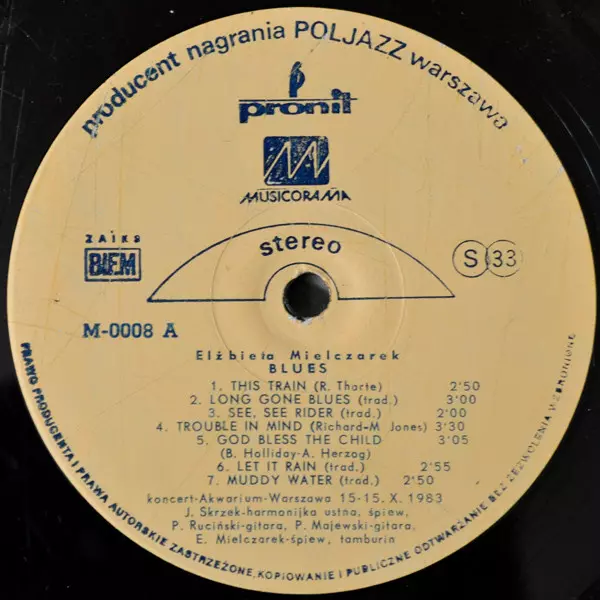 producent nagrania POLJAZZ warszawa
pronit
MUSICORAMA
ZAIKS
BIEM
stereo
S 33
M-0008 A
Elżbieta Mielczarek
BLUES
1. THIS TRAIN (R. Tharte) 2'50
2. LONG GONE BLUES (trad.) 3'00
3. SEE, SEE RIDER (trad.) 2'00
4. TROUBLE IN MIND (Richard-M Jones) 3'30
5. GOD BLESS THE CHILD 3'05
(B. Holliday-A. Herzog)
6. LET IT RAIN (trad.) 2'55
7. MUDDY WATER (trad.) 2'50
koncert-Akwarium-Warszawa 15-15. X. 1983
J. Skrzek-harmonijka ustna, śpiew,
P. Ruciński-gitara, P. Majewski-gitara,
E. Mielczarek-śpiew, tamburin
PRAWO PRODUCENTA I PRAWA AUTORSKIE ZASTRZEŻONE, KOPIOWANIE I PUBLICZNE ODTWARZANIE BEZ ZEZWOLENIA WZBRONIONE